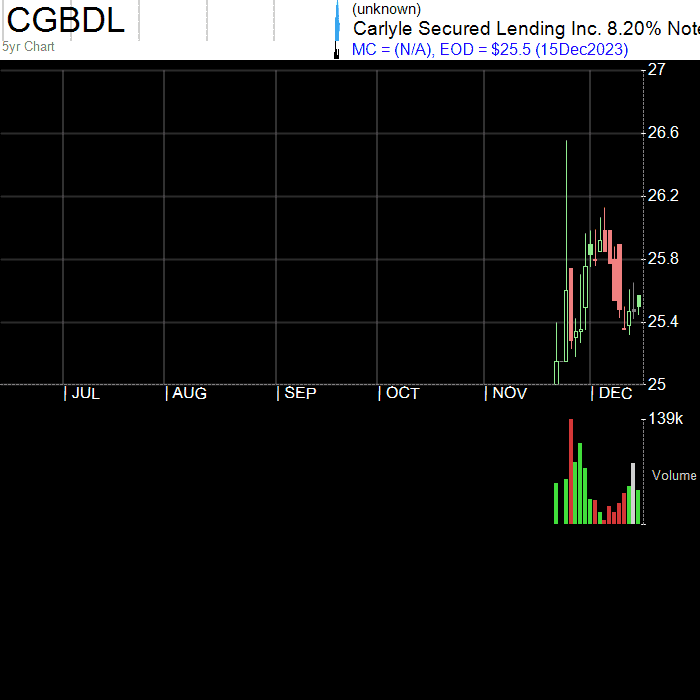 CGBDL
5yr Chart
(unknown)
Carlyle Secured Lending Inc. 8.20% Note
MC = (N/A), EOD = $25.5 (15Dec2023)
27
26.6
26.2
25.8
25.4
25
| JUL | AUG | SEP | OCT | NOV | DEC
139k
Volume